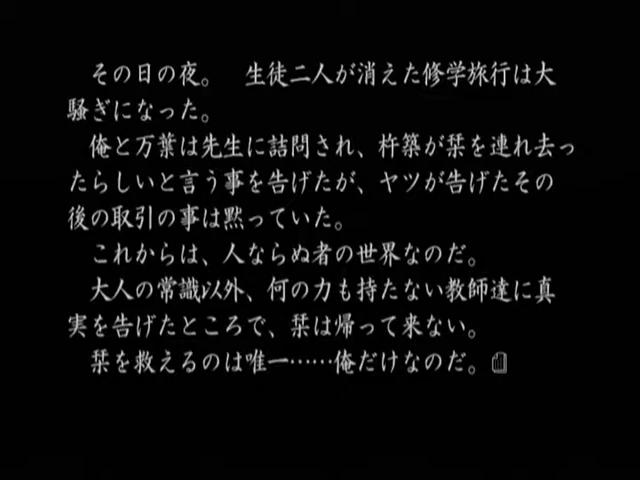 その日の夜。　生徒二人が消えた修学旅行は大
騒ぎになった。
俺と万葉は先生に詰問され、杵築が栞を連れ去っ
たらしいと言う事を告げたが、ヤツが告げたその
後の取引の事は黙っていた。
これからは、人ならぬ者の世界なのだ。
大人の常識以外、何の力も持たない教師達に真
実を告げたところで、栞は帰って来ない。
栞を救えるのは唯一……俺だけなのだ。